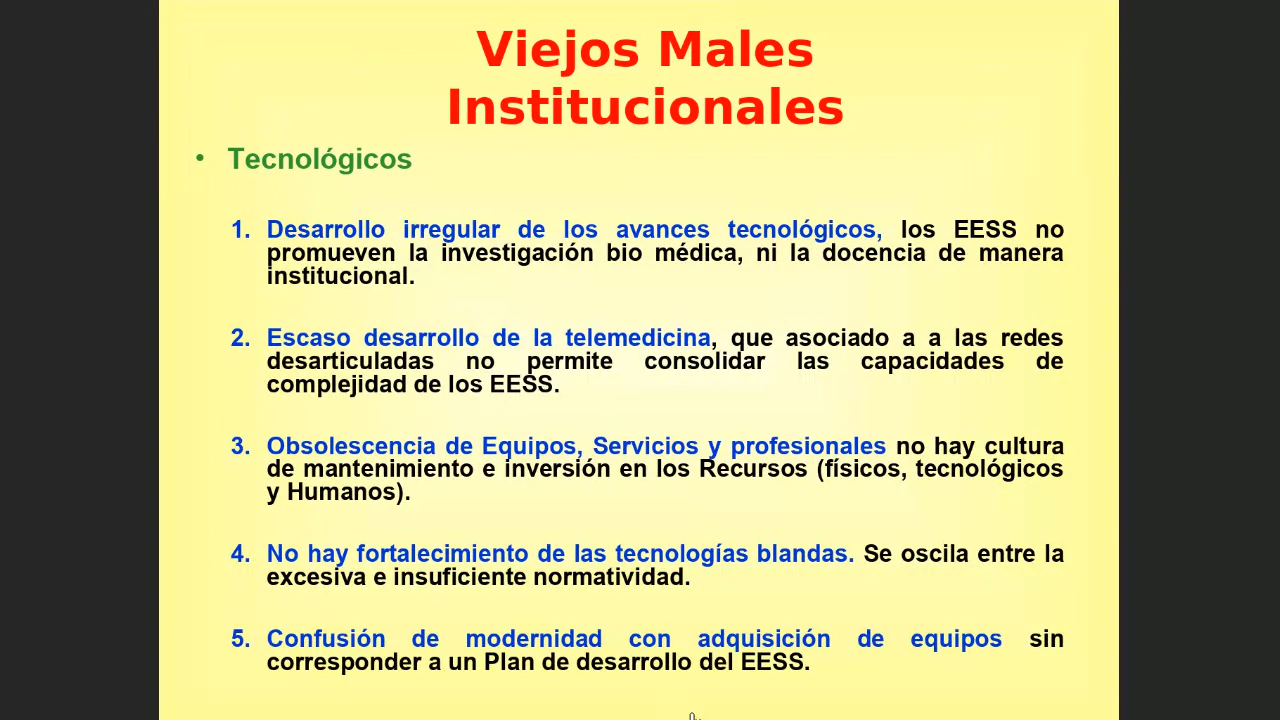 Viejos Males
Institucionales
• Tecnológicos
1. Desarrollo irregular de los avances tecnológicos, los EESS no
promueven la investigación bio médica, ni la docencia de manera
institucional.
2. Escaso desarrollo de la telemedicina, que asociado a a las redes
desarticuladas no permite consolidar las capacidades de
complejidad de los EESS.
3. Obsolescencia de Equipos, Servicios y profesionales no hay cultura
de mantenimiento e inversión en los Recursos (físicos, tecnológicos
y Humanos).
4. No hay fortalecimiento de las tecnologías blandas. Se oscila entre la
excesiva e insuficiente normatividad.
5. Confusión de modernidad con adquisición de equipos sin
corresponder a un Plan de desarrollo del EESS.